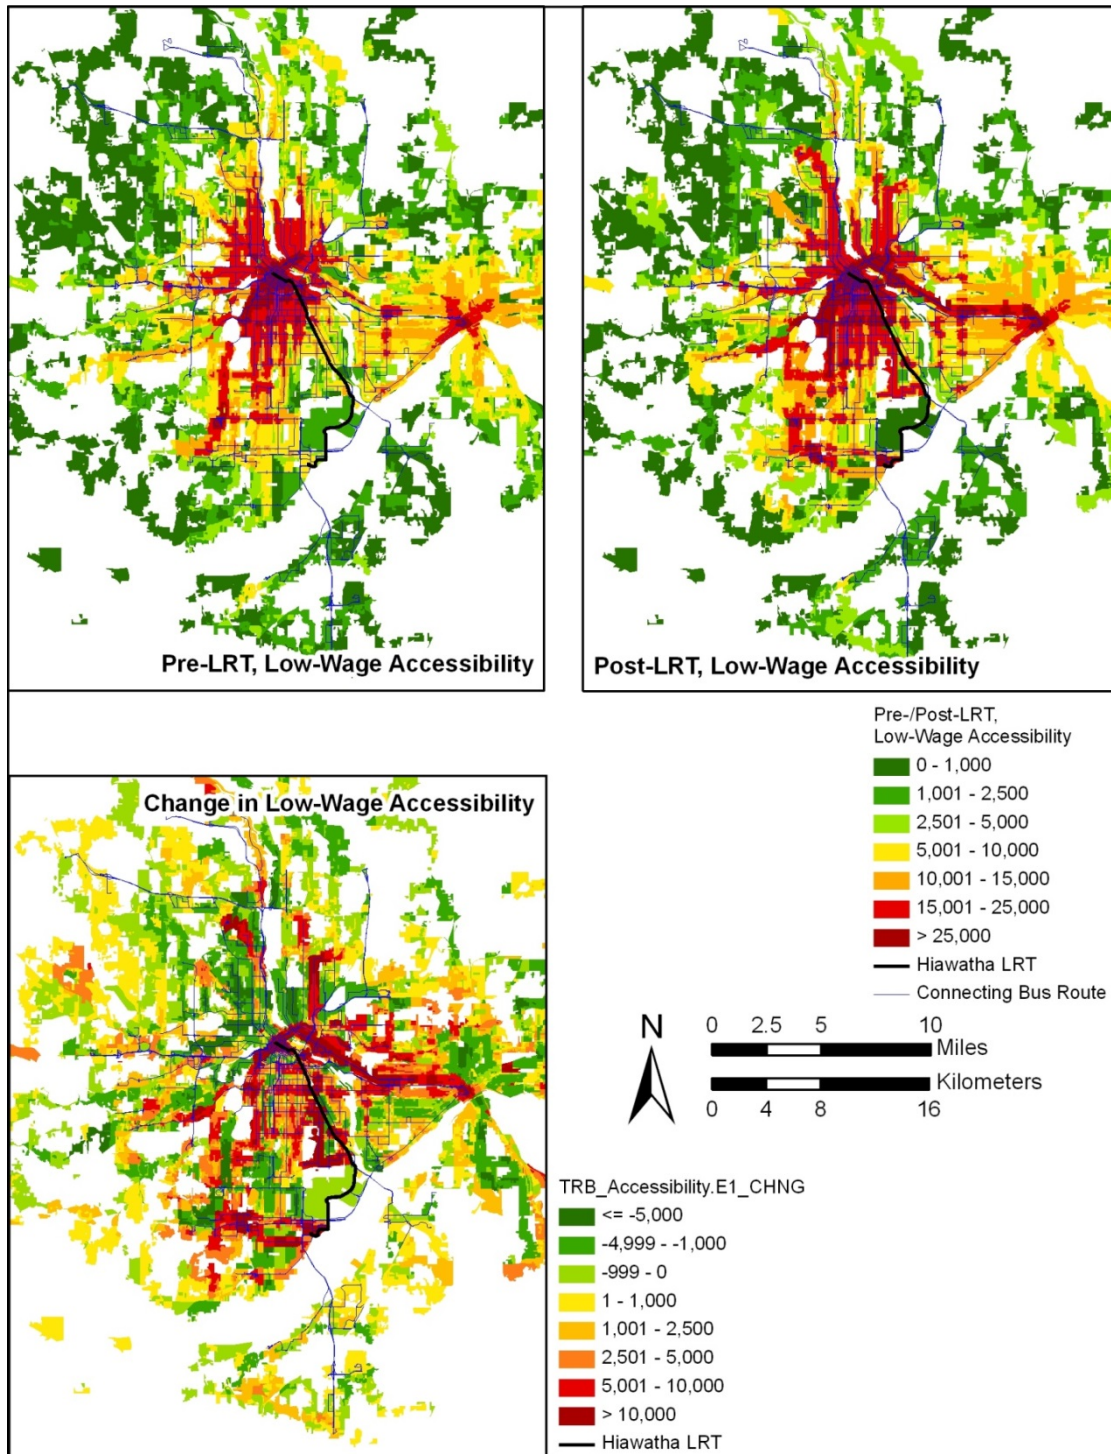 Pre-LRT, Low-Wage Accessibility
Post-LRT, Low-Wage Accessibility
Pre-/Post-LRT,
Low-Wage Accessibility
0 - 1,000
1,001 - 2,500
2,501 - 5,000
5,001 - 10,000
10,001 - 15,000
15,001 - 25,000
> 25,000
Hiawatha LRT
Connecting Bus Route
Change in Low-Wage Accessibility
N
0 2.5 5 10
Miles
Kilometers
0 4 8 16
TRB_Accessibility.E1_CHNG
<= -5,000
-4,999 - -1,000
-999 - 0
1 - 1,000
1,001 - 2,500
2,501 - 5,000
5,001 - 10,000
> 10,000
Hiawatha LRT